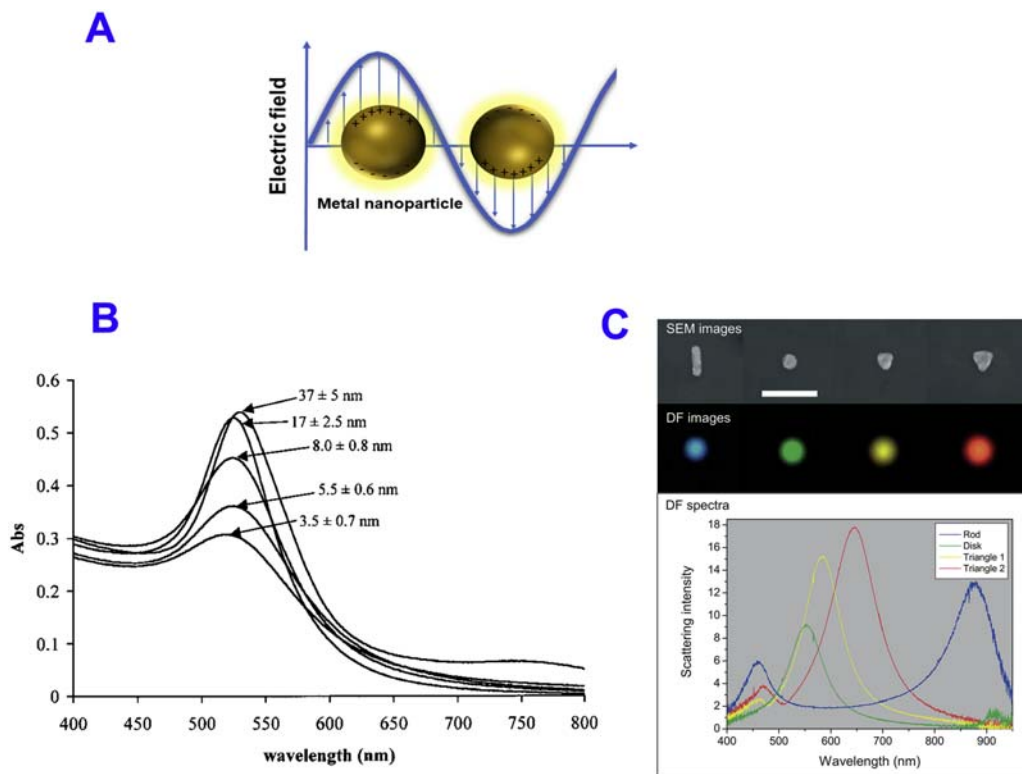 A
Electric field
Metal nanoparticle
B
0.6
0.5
0.4
0.3
0.2
0.1
0
Abs
37 ± 5 nm
17 ± 2.5 nm
8.0 ± 0.8 nm
5.5 ± 0.6 nm
3.5 ± 0.7 nm
400 450 500 550 600 650 700 750 800
wavelength (nm)
C
SEM images
DF images
DF spectra
18
16
14
12
10
8
6
4
2
0
Scattering intensity
Rod
Disk
Triangle 1
Triangle 2
400 500 600 700 800 900
Wavelength (nm)